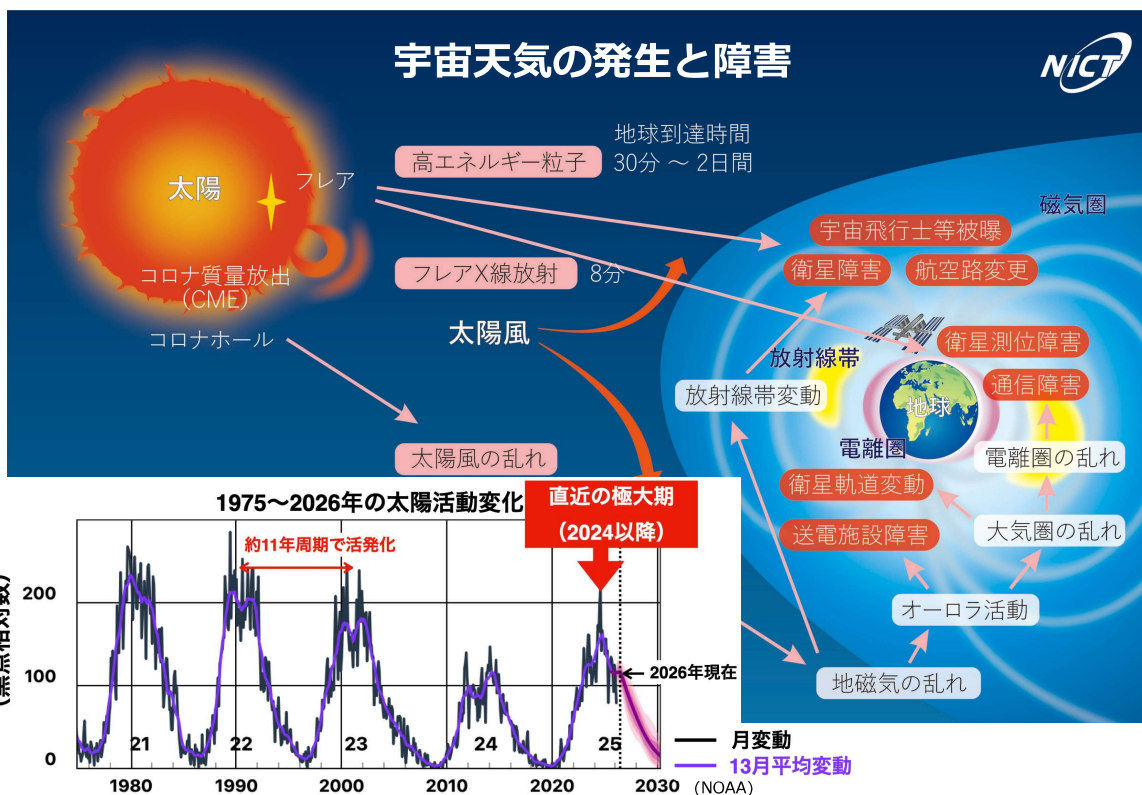 宇宙天気の発生と障害
NICT
地球到達時間
高エネルギー粒子
30分 ～ 2日間
太陽
フレア
磁気圏
宇宙飛行士等被曝
フレアX線放射
8分
衛星障害
航空路変更
コロナ質量放出
(CME)
コロナホール
太陽風
衛星測位障害
放射線帯
通信障害
放射線帯変動
地球
電離圏
太陽風の乱れ
電離圏の乱れ
衛星軌道変動
送電施設障害
大気圏の乱れ
オーロラ活動
地磁気の乱れ
1975～2026年の太陽活動変化
直近の極大期
(2024以降)
約11年周期で活発化
(黒点相対数)
200
100
0
2026年現在
21
22
23
24
25
1980
1990
2000
2010
2020
2030
月変動
13月平均変動
(NOAA)